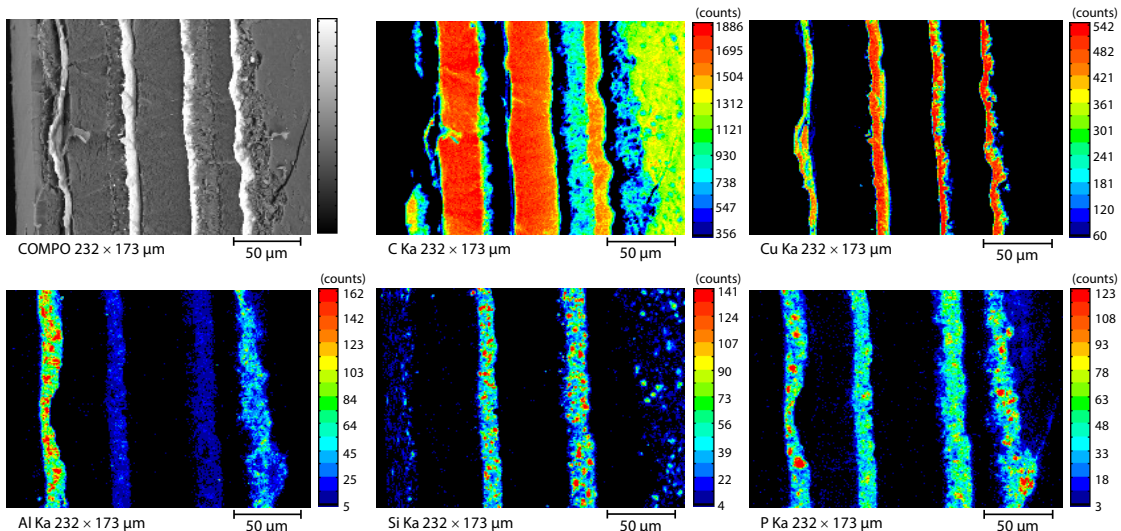 COMPO 232 × 173 µm
50 µm
(counts)
1886
1695
1504
1312
1121
930
738
547
356
C Ka 232 × 173 µm
50 µm
(counts)
542
482
421
361
301
241
181
120
60
Cu Ka 232 × 173 µm
50 µm
(counts)
162
142
123
103
84
64
45
25
5
Al Ka 232 × 173 µm
50 µm
(counts)
141
124
107
90
73
56
39
22
4
Si Ka 232 × 173 µm
50 µm
(counts)
123
108
93
78
63
48
33
18
3
P Ka 232 × 173 µm
50 µm